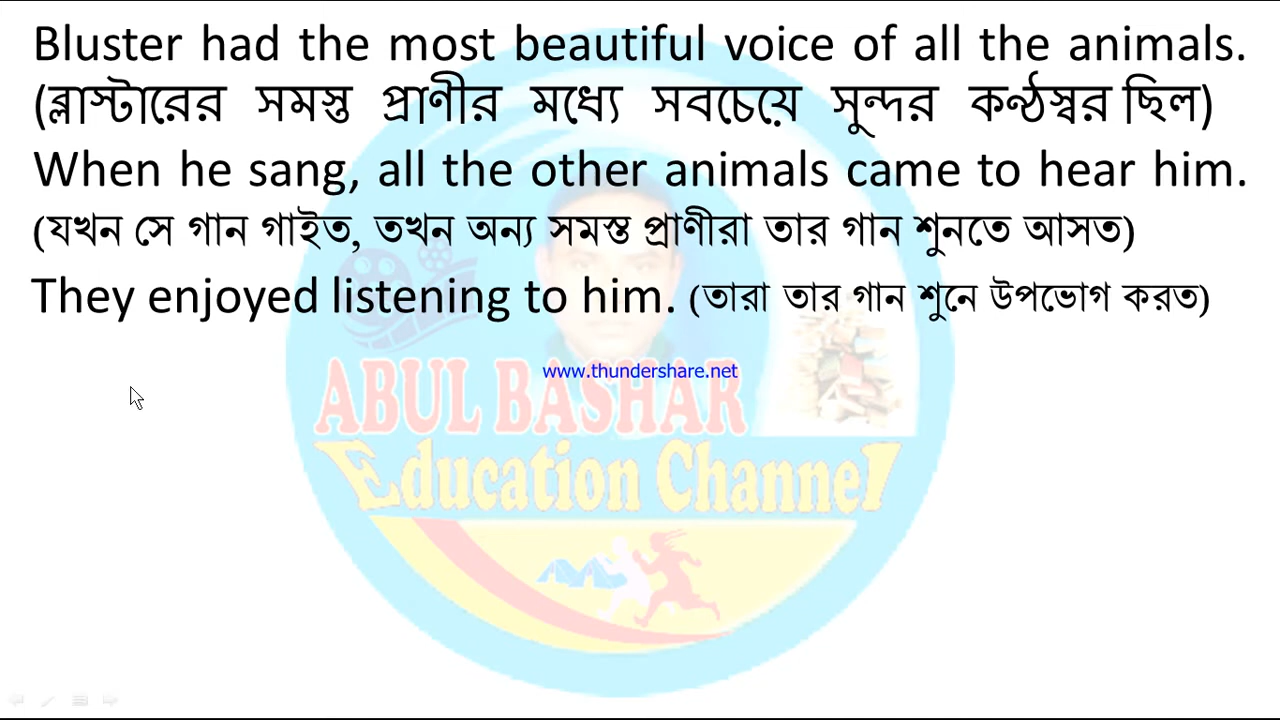 Bluster had the most beautiful voice of all the animals.
(ব্লাস্টারের সমস্ত প্রাণীর মধ্যে সবচেয়ে সুন্দর কণ্ঠস্বর ছিল)
When he sang, all the other animals came to hear him.
(যখন সে গান গাইত, তখন অন্য সমস্ত প্রাণীরা তার গান শুনতে আসত)
They enjoyed listening to him. (তারা তার গান শুনে উপভোগ করত)
www.thundershare.net
ABUL BASHAR
Education Channel